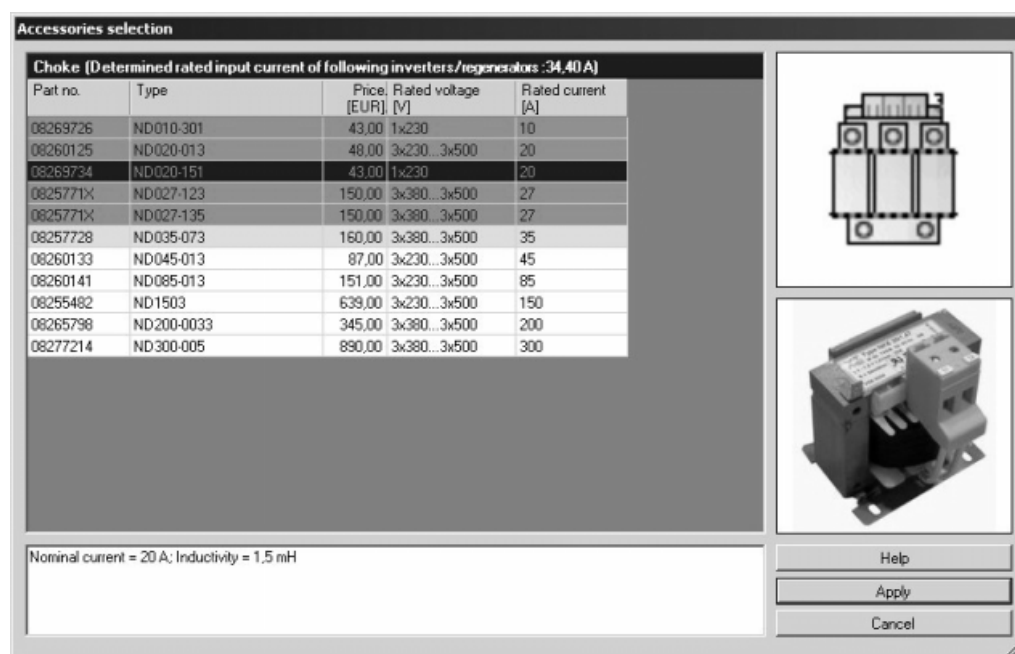 Accessories selection
Choke (Determined rated input current of following inverters/regenerators :34,40 A)
Part no. Type Price [EUR] Rated voltage [V] Rated current [A]
08269726 ND010-301 43,00 1x230 10
08260125 ND020-013 48,00 3x230...3x500 20
08269734 ND020-151 43,00 1x230 20
0825771X ND027-123 150,00 3x380...3x500 27
0825771X ND027-135 150,00 3x380...3x500 27
08257728 ND035-073 160,00 3x380...3x500 35
08260133 ND045-013 87,00 3x230...3x500 45
08260141 ND085-013 151,00 3x230...3x500 85
08255482 ND1503 639,00 3x230...3x500 150
08265798 ND200-0033 345,00 3x380...3x500 200
08277214 ND300-005 890,00 3x380...3x500 300
Nominal current = 20 A; Inductivity = 1,5 mH
Help
Apply
Cancel